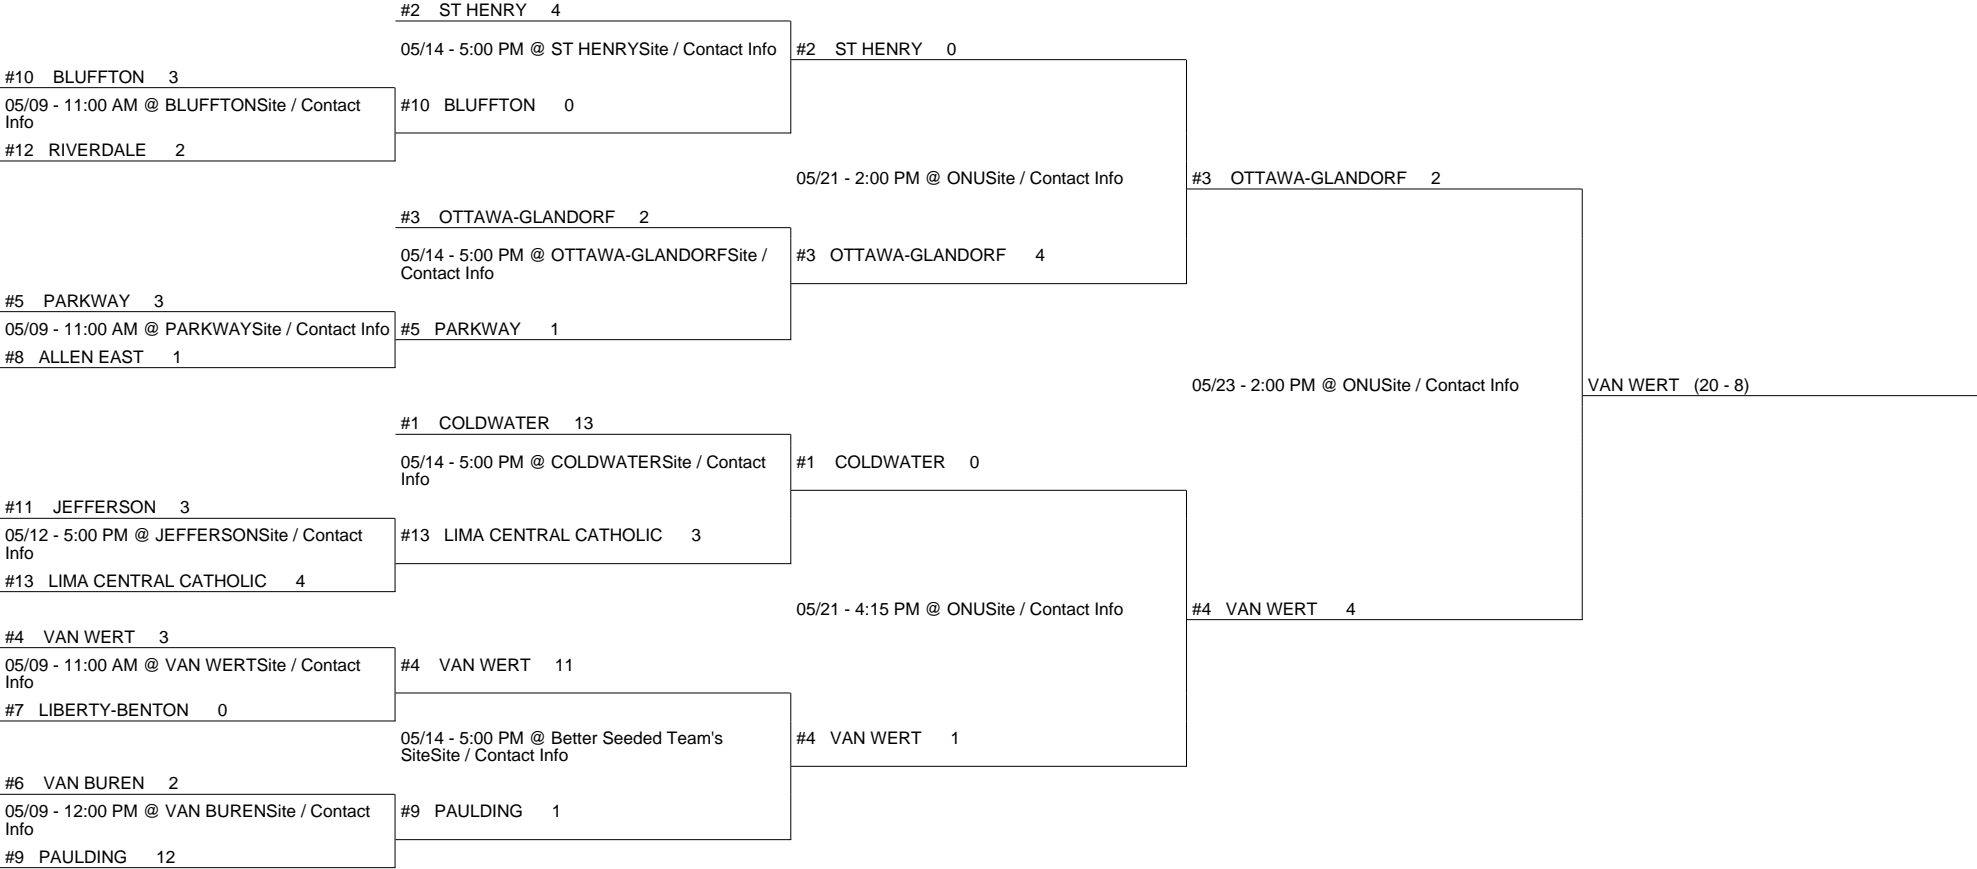 #2 ST HENRY 4
05/14 - 5:00 PM @ ST HENRYSite / Contact Info
#2 ST HENRY 0
#10 BLUFFTON 3
05/09 - 11:00 AM @ BLUFFTONSite / Contact
Info
#10 BLUFFTON 0
#12 RIVERDALE 2
05/21 - 2:00 PM @ ONUSite / Contact Info
#3 OTTAWA-GLANDORF 2
#3 OTTAWA-GLANDORF 2
05/14 - 5:00 PM @ OTTAWA-GLANDORFSite /
Contact Info
#3 OTTAWA-GLANDORF 4
#5 PARKWAY 3
05/09 - 11:00 AM @ PARKWAYSite / Contact Info
#5 PARKWAY 1
#8 ALLEN EAST 1
05/23 - 2:00 PM @ ONUSite / Contact Info
VAN WERT (20 - 8)
#1 COLDWATER 13
05/14 - 5:00 PM @ COLDWATERSite / Contact
Info
#1 COLDWATER 0
#11 JEFFERSON 3
05/12 - 5:00 PM @ JEFFERSONSite / Contact
Info
#13 LIMA CENTRAL CATHOLIC 3
#13 LIMA CENTRAL CATHOLIC 4
05/21 - 4:15 PM @ ONUSite / Contact Info
#4 VAN WERT 4
#4 VAN WERT 3
05/09 - 11:00 AM @ VAN WERTSite / Contact
Info
#4 VAN WERT 11
#7 LIBERTY-BENTON 0
05/14 - 5:00 PM @ Better Seeded Team's
SiteSite / Contact Info
#4 VAN WERT 1
#6 VAN BUREN 2
05/09 - 12:00 PM @ VAN BURENSite / Contact
Info
#9 PAULDING 1
#9 PAULDING 12